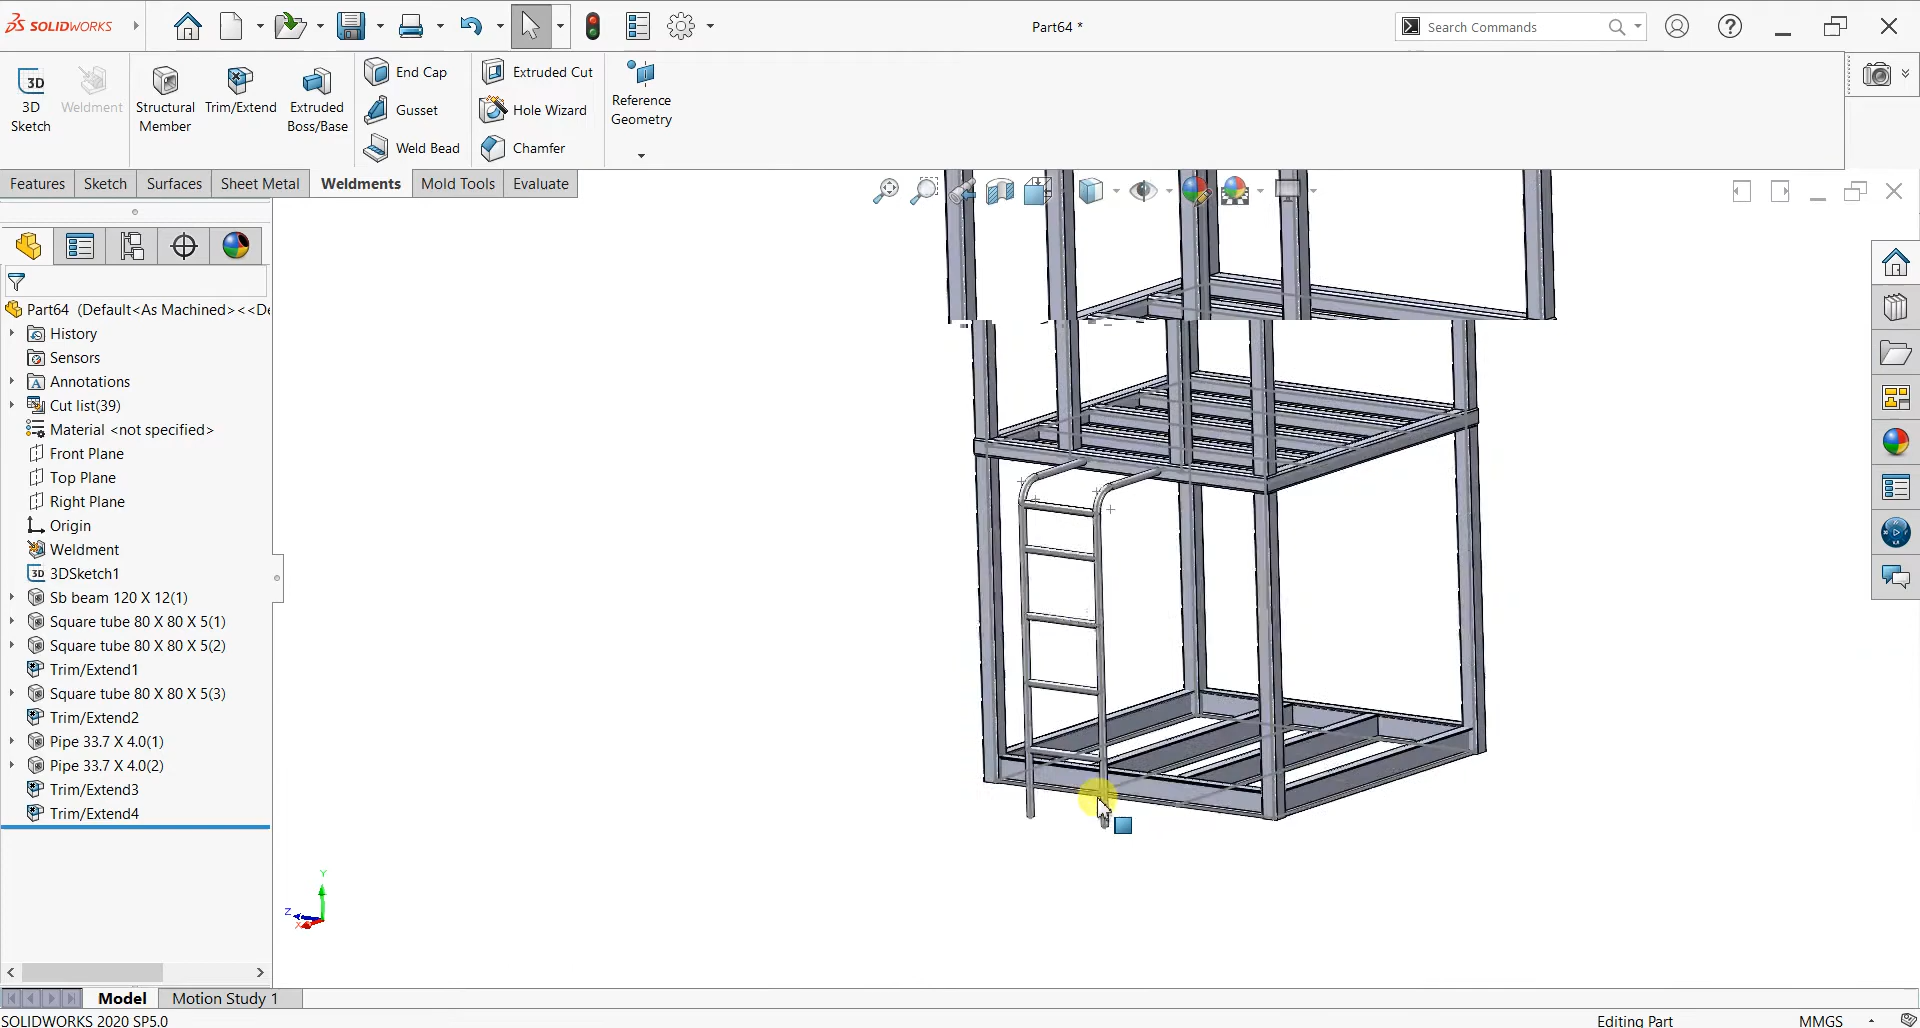 SOLIDWORKS
Part64 *
Search Commands
3D
Sketch
Weldment
Structural
Member
Trim/Extend
Extruded
Boss/Base
End Cap
Gusset
Weld Bead
Extruded Cut
Hole Wizard
Chamfer
Reference
Geometry
Features
Sketch
Surfaces
Sheet Metal
Weldments
Mold Tools
Evaluate
Part64 (Default<As Machined><<De
History
Sensors
Annotations
Cut list(39)
Material <not specified>
Front Plane
Top Plane
Right Plane
Origin
Weldment
3DSketch1
Sb beam 120 X 12(1)
Square tube 80 X 80 X 5(1)
Square tube 80 X 80 X 5(2)
Trim/Extend1
Square tube 80 X 80 X 5(3)
Trim/Extend2
Pipe 33.7 X 4.0(1)
Pipe 33.7 X 4.0(2)
Trim/Extend3
Trim/Extend4
Y
Z
X
Model
Motion Study 1
SOLIDWORKS 2020 SP5.0
Editing Part
MMGS